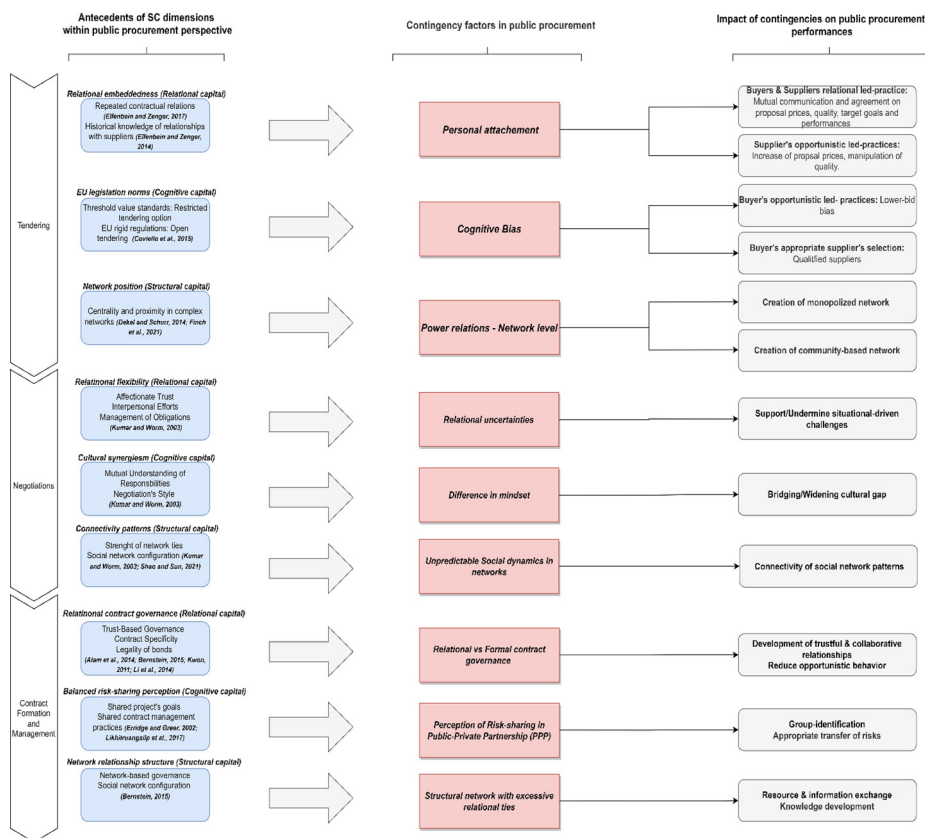 Antecedents of SC dimensions
within public procurement perspective
Contingency factors in public procurement
Impact of contingencies on public procurement
performances
Tendering
Relational embeddedness (Relational capital)
Repeated contractual relations
(Elfenbein and Zenger, 2017)
Historical knowledge of relationships
with suppliers (Elfenbein and Zenger,
2014)
Personal attachement
Buyers & Suppliers relational led-practice:
Mutual communication and agreement on
proposal prices, quality, target goals and
performances
Supplier's opportunistic led-practices:
Increase of propsal prices, manipulation of
quality.
EU legislation norms (Cognitive capital)
Threshold value standards: Restricted
tendering option
EU rigid regulations: Open
tendering (Coviello et al., 2015)
Cognitive Bias
Buyer's opportunistic led- practices: Lower-bid
bias
Buyer's appropriate supplier's selection:
Qualified suppliers
Network position (Structural capital)
Centrality and proximity in complex
networks (Dekel and Schurr, 2014; Finch
et al., 2021)
Power relations - Network level
Creation of monopolized network
Creation of community-based network
Negotiations
Relatinonal flexibility (Relational capital)
Affectionate Trust
Interpersonal Efforts
Management of Obligations
(Kumar and Worm, 2003)
Relational uncertainties
Support/Undermine situational-driven
challenges
Cultural synergiesm (Cognitive capital)
Mutual Understanding of
Responsbilities
Negotiation's Style
(Kumar and Worm, 2003)
Difference in mindset
Bridging/Widening cultural gap
Connectivity patterns (Structural capital)
Strenght of network ties
Social network configuration (Kumar
and Worm, 2003; Shao and Sun, 2021)
Unpredictable Social dynamics in
networks
Connectivity of social network patterns
Contract
Formation
and
Management
Relatinonal contract governance (Relational capital)
Trust-Based Governance
Contract Specificity
Legality of bonds
(Alam et al., 2014; Bernstein, 2015; Kwon,
2011; Li et al., 2014)
Relational vs Formal contract
governance
Development of trustful & collaborative
relationships
Reduce opportunistic behavior
Balanced risk-sharing perception (Cognitive capital)
Shared project's goals
Shared contract management
practices (Erridge and Greer, 2002;
Likhitruangslip et al., 2017)
Perception of Risk-sharing in
Public-Private Partnership (PPP)
Group-identification
Appropriate transfer of risks
Network relationship structure (Structural capital)
Network-based governance
Social network configuration
(Bernstein, 2015)
Structural network with excessive
relational ties
Resource & information exchange
Knowledge development